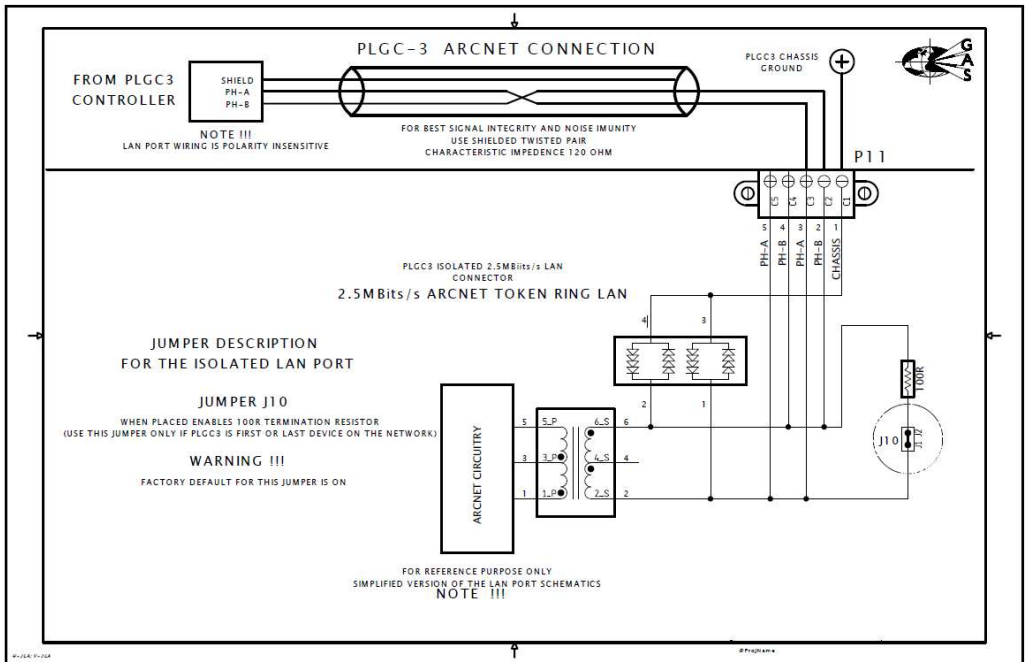 PLGC-3 ARCNET CONNECTION
PLGC3 CHASSIS
GROUND
GAS
FROM PLGC3
CONTROLLER
SHIELD
PH-A
PH-B
NOTE !!!
LAN PORT WIRING IS POLARITY INSENSITIVE
FOR BEST SIGNAL INTEGRITY AND NOISE IMUNITY
USE SHIELDED TWISTED PAIR
CHARACTERISTIC IMPEDENCE 120 OHM
P11
C5 C4 C3 C2 C1
5 4 3 2 1
PH-A PH-B PH-A PH-B CHASSIS
PLGC3 ISOLATED 2.5MBiits/s LAN
CONNECTOR
2.5MBits/s ARCNET TOKEN RING LAN
4 3
2 1
JUMPER DESCRIPTION
FOR THE ISOLATED LAN PORT
JUMPER J10
WHEN PLACED ENABLES 100R TERMINATION RESISTOR
(USE THIS JUMPER ONLY IF PLGC3 IS FIRST OR LAST DEVICE ON THE NETWORK)
WARNING !!!
FACTORY DEFAULT FOR THIS JUMPER IS ON
ARCNET CIRCUITRY
5 5_P 6_S 6
3 3_P 4_S 4
1 1_P 2_S 2
100R
J10
J1 J2
FOR REFERENCE PURPOSE ONLY
SIMPLIFIED VERSION OF THE LAN PORT SCHEMATICS
NOTE !!!
@ProjName